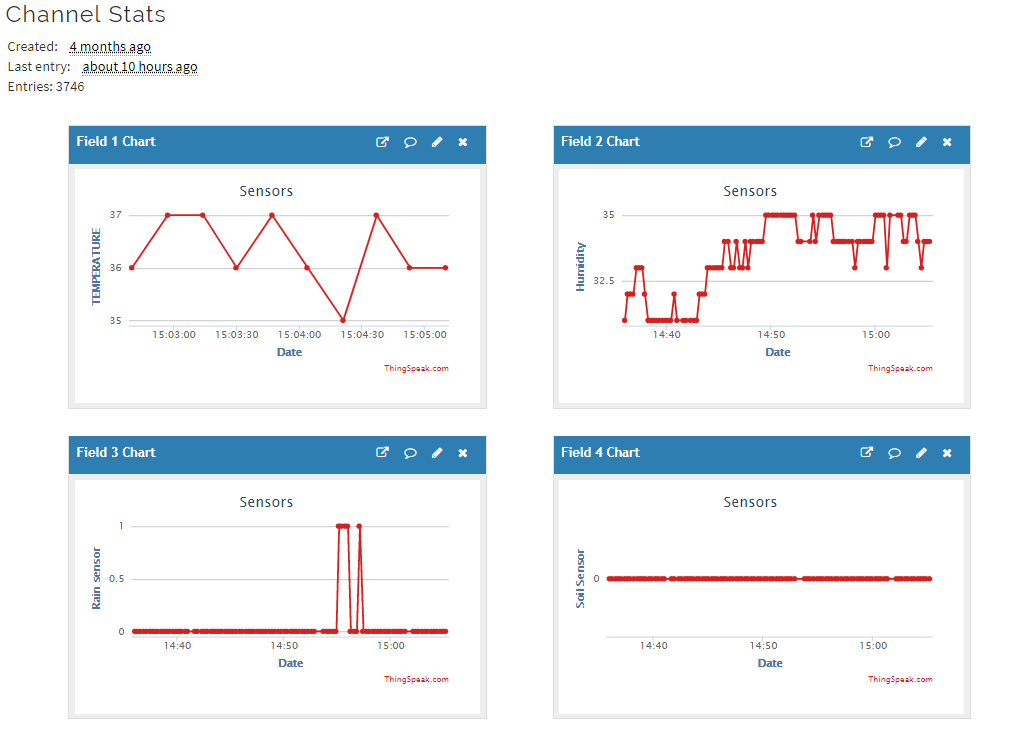 Channel Stats
Created: 4 months ago
Last entry: about 10 hours ago
Entries: 3746
Field 1 Chart
Sensors
TEMPERATURE
37
36
35
15:03:00 15:03:30 15:04:00 15:04:30 15:05:00
Date
ThingSpeak.com
Field 2 Chart
Sensors
Humidity
35
32.5
14:40 14:50 15:00
Date
ThingSpeak.com
Field 3 Chart
Sensors
Rain sensor
1
0.5
0
14:40 14:50 15:00
Date
ThingSpeak.com
Field 4 Chart
Sensors
Soil Sensor
0
14:40 14:50 15:00
Date
ThingSpeak.com